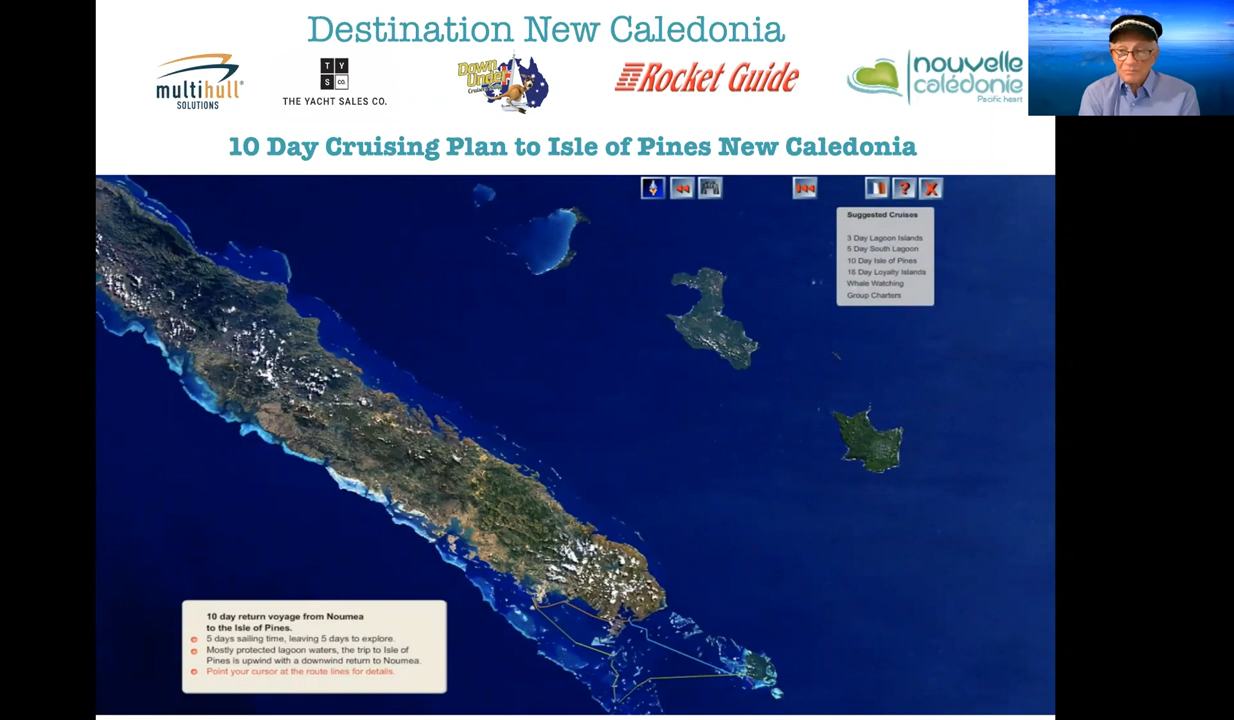 Destination New Caledonia
multihull®
SOLUTIONS
T Y
S CO.
THE YACHT SALES CO.
Down
Under
Rocket Guide
nouvelle
calédonie
Pacific heart
10 Day Cruising Plan to Isle of Pines New Caledonia
?
X
Suggested Cruises
3 Day Lagoon Islands
5 Day South Lagoon
10 Day Isle of Pines
18 Day Loyalty Islands
Whale Watching
Group Charters
10 day return voyage from Noumea
to the Isle of Pines.
5 days sailing time, leaving 5 days to explore.
Mostly protected lagoon waters, the trip to Isle of
Pines is upwind with a downwind return to Noumea.
Point your cursor at the route lines for details.